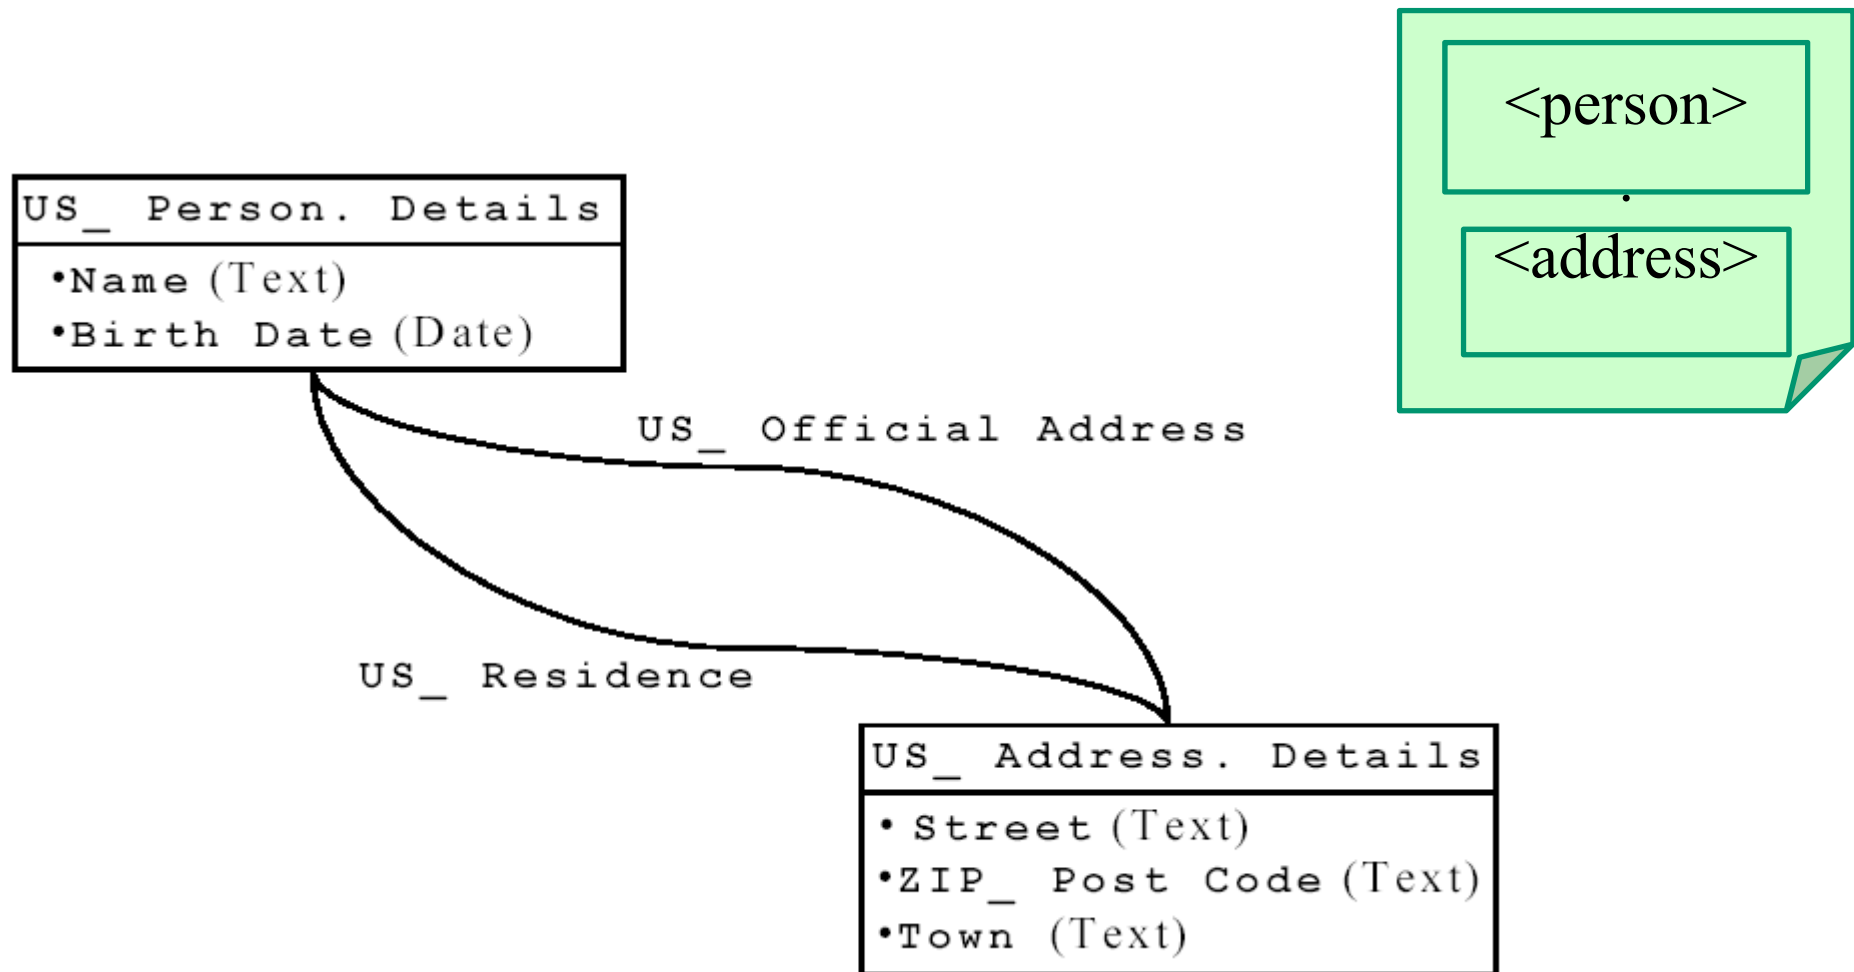 <person>
.
<address>
US_ Person. Details
•Name (Text)
•Birth Date (Date)
US_ Official Address
US_ Residence
US_ Address. Details
• Street (Text)
•ZIP_ Post Code (Text)
•Town (Text)